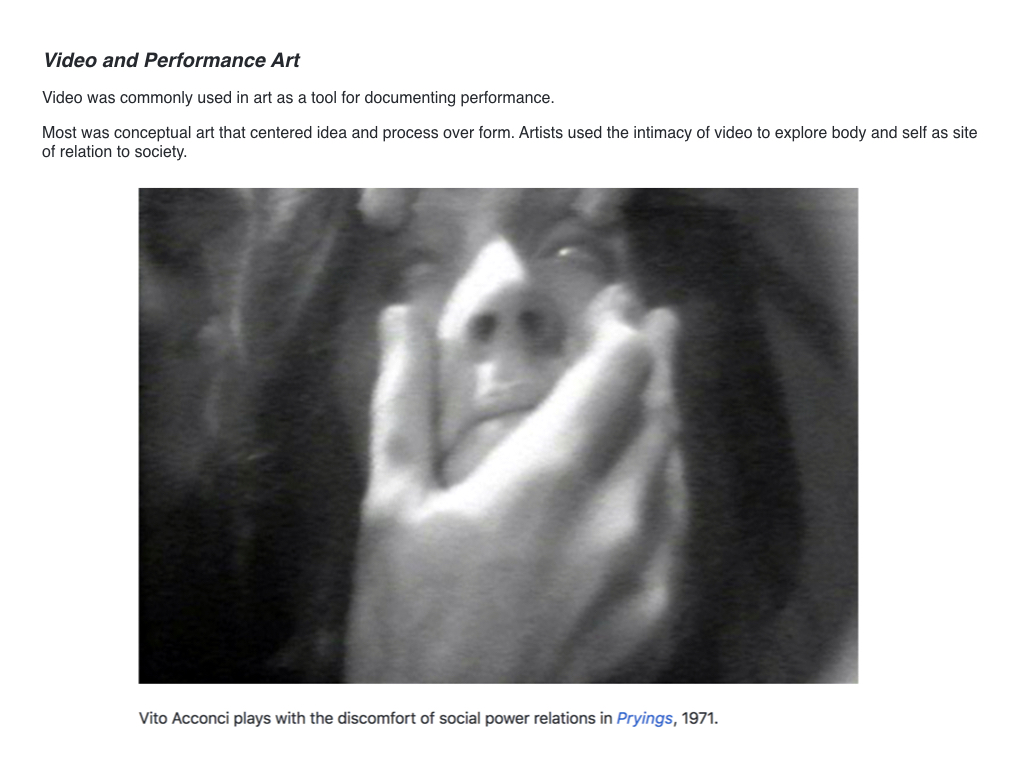 Video and Performance Art
Video was commonly used in art as a tool for documenting performance.
Most was conceptual art that centered idea and process over form. Artists used the intimacy of video to explore body and self as site
of relation to society.
Vito Acconci plays with the discomfort of social power relations in Pryings, 1971.